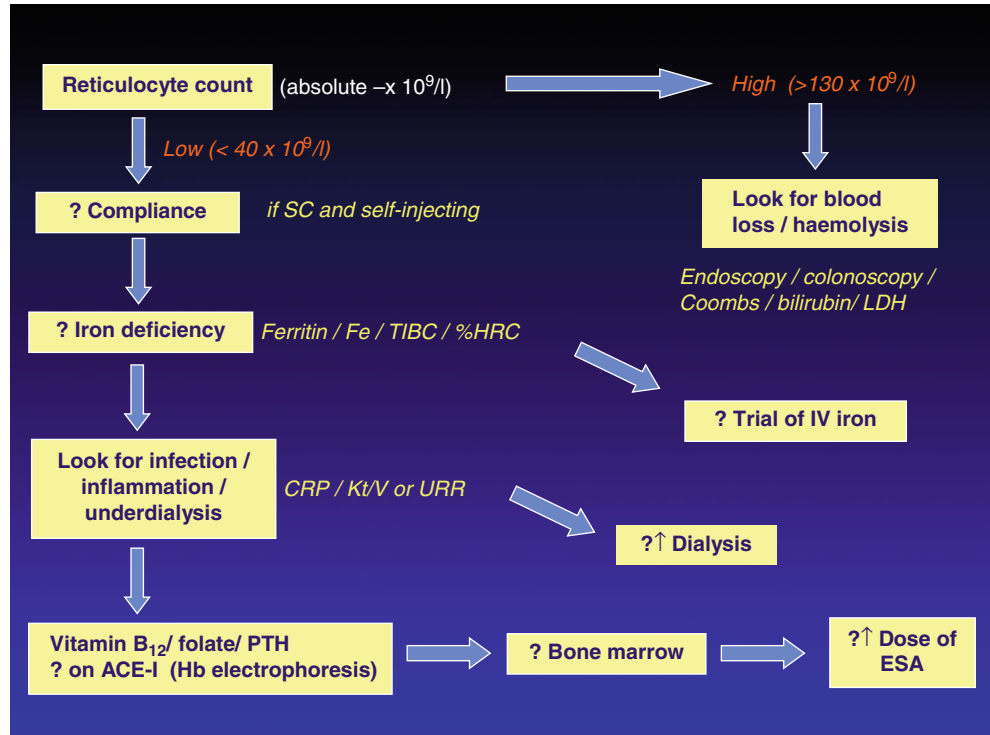 Reticulocyte count (absolute –x 10⁹/l)
High (>130 x 10⁹/l)
Low (< 40 x 10⁹/l)
? Compliance
if SC and self-injecting
Look for blood
loss / haemolysis
Endoscopy / colonoscopy /
Coombs / bilirubin/ LDH
? Iron deficiency
Ferritin / Fe / TIBC / %HRC
? Trial of IV iron
Look for infection /
inflammation /
underdialysis
CRP / Kt/V or URR
?↑ Dialysis
Vitamin B₁₂/ folate/ PTH
? on ACE-I (Hb electrophoresis)
? Bone marrow
?↑ Dose of
ESA